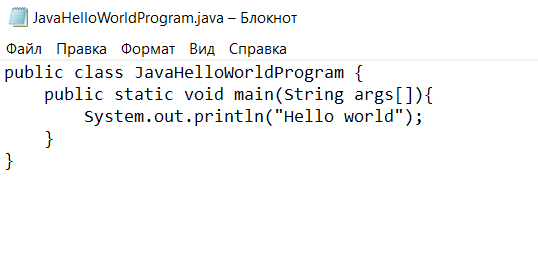 JavaHelloWorldProgram.java – Блокнот
Файл Правка Формат Вид Справка
public class JavaHelloWorldProgram {
    public static void main(String args[]){
        System.out.println("Hello world");
    }
}